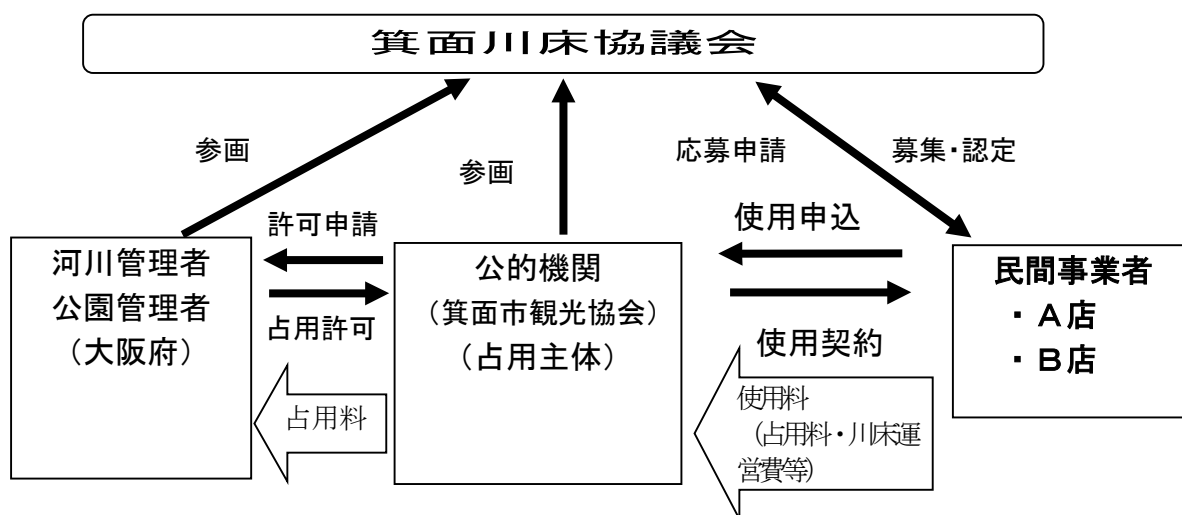 箕面川床協議会
参画
参画
応募申請
募集・認定
許可申請
占用許可
使用申込
使用契約
河川管理者
公園管理者
（大阪府）
公的機関
（箕面市観光協会）
（占用主体）
民間事業者
・A店
・B店
占用料
使用料
（占用料・川床運
営費等）